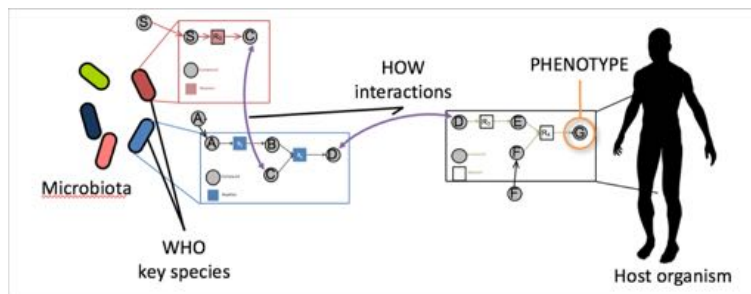 S
S
C
HOW
interactions
PHENOTYPE
A
A
B
C
D
D
E
F
G
F
Microbiota
WHO
key species
Host organism